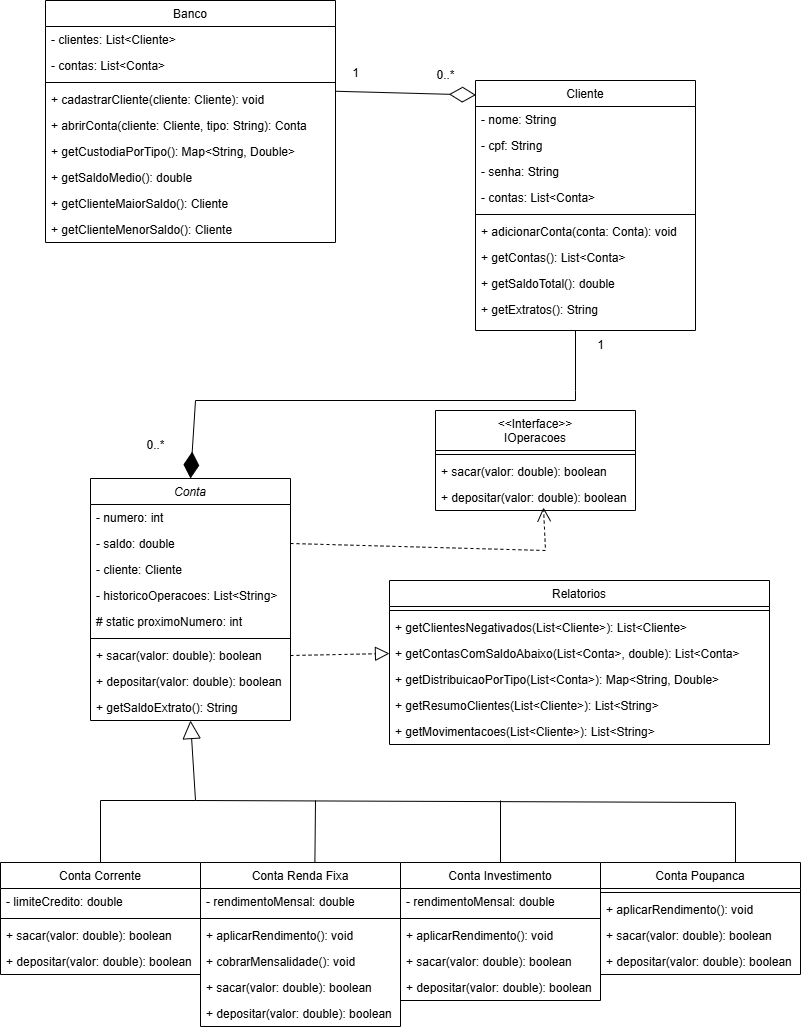 Banco
- clientes: List<Cliente>
- contas: List<Conta>
+ cadastrarCliente(cliente: Cliente): void
+ abrirConta(cliente: Cliente, tipo: String): Conta
+ getCustodiaPorTipo(): Map<String, Double>
+ getSaldoMedio(): double
+ getClienteMaiorSaldo(): Cliente
+ getClienteMenorSaldo(): Cliente
1
0..*
Cliente
- nome: String
- cpf: String
- senha: String
- contas: List<Conta>
+ adicionarConta(conta: Conta): void
+ getContas(): List<Conta>
+ getSaldoTotal(): double
+ getExtratos(): String
1
0..*
<<Interface>>
IOperacoes
+ sacar(valor: double): boolean
+ depositar(valor: double): boolean
Conta
- numero: int
- saldo: double
- cliente: Cliente
- historicoOperacoes: List<String>
# static proximoNumero: int
+ sacar(valor: double): boolean
+ depositar(valor: double): boolean
+ getSaldoExtrato(): String
Relatorios
+ getClientesNegativados(List<Cliente>): List<Cliente>
+ getContasComSaldoAbaixo(List<Conta>, double): List<Conta>
+ getDistribuicaoPorTipo(List<Conta>): Map<String, Double>
+ getResumoClientes(List<Cliente>): List<String>
+ getMovimentacoes(List<Cliente>): List<String>
Conta Corrente
- limiteCredito: double
+ sacar(valor: double): boolean
+ depositar(valor: double): boolean
Conta Renda Fixa
- rendimentoMensal: double
+ aplicarRendimento(): void
+ cobrarMensalidade(): void
+ sacar(valor: double): boolean
+ depositar(valor: double): boolean
Conta Investimento
- rendimentoMensal: double
+ aplicarRendimento(): void
+ sacar(valor: double): boolean
+ depositar(valor: double): boolean
Conta Poupanca
+ aplicarRendimento(): void
+ sacar(valor: double): boolean
+ depositar(valor: double): boolean